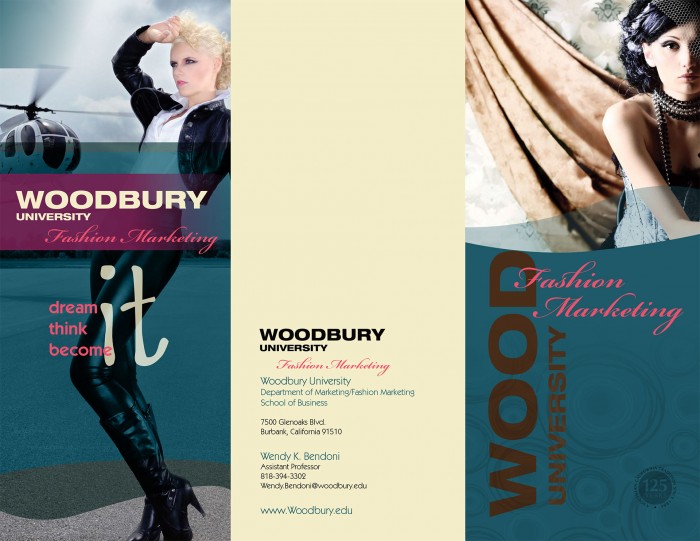 WOODBURY
UNIVERSITY
Fashion Marketing
dream
think
become
it
WOODBURY
UNIVERSITY
Fashion Marketing
Woodbury University
Department of Marketing/Fashion Marketing
School of Business
7500 Glenoaks Blvd.
Burbank, California 91510
Wendy K. Bendoni
Assistant Professor
818-394-3302
Wendy.Bendoni@woodbury.edu
www.Woodbury.edu
Fashion
Marketing
WOOD
UNIVERSITY
125